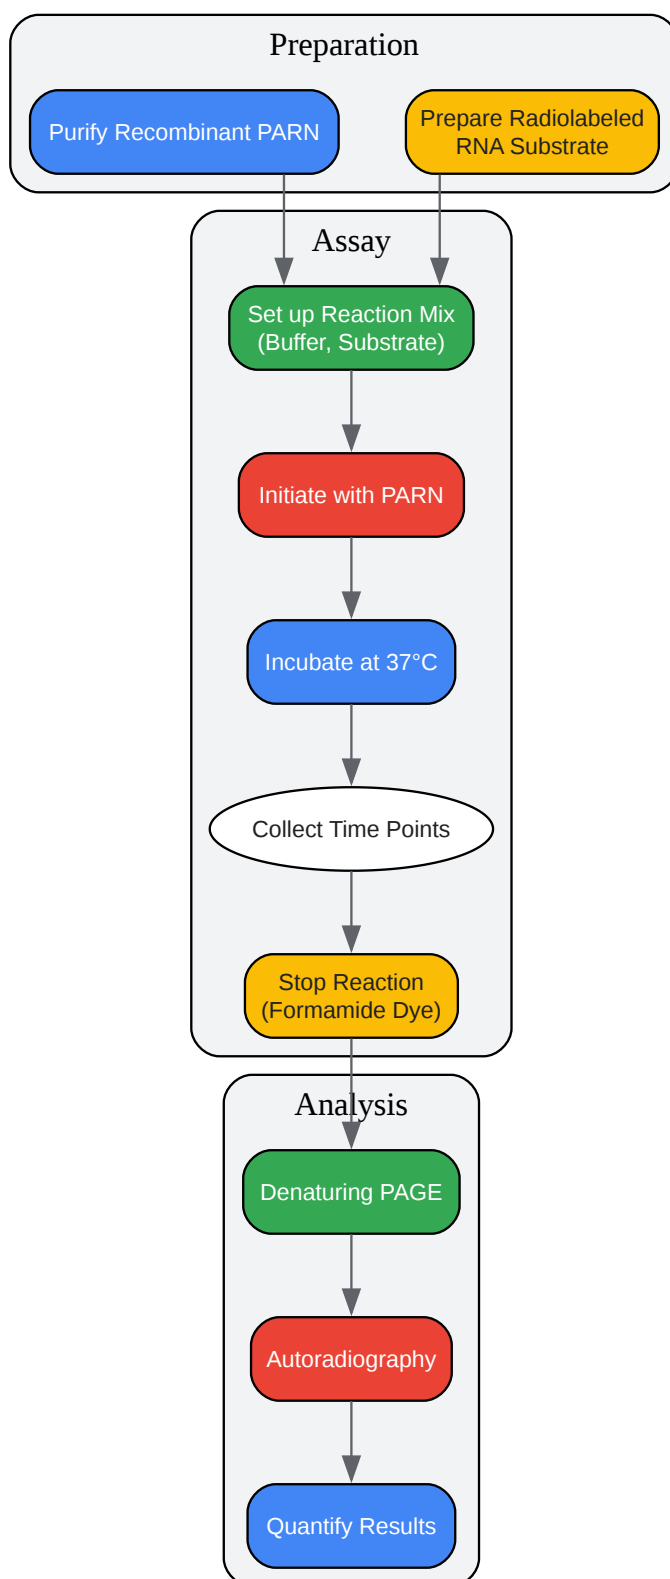 Preparation
Purify Recombinant PARN
Prepare Radiolabeled
RNA Substrate
Assay
Set up Reaction Mix
(Buffer, Substrate)
Initiate with PARN
Incubate at 37°C
Collect Time Points
Stop Reaction
(Formamide Dye)
Analysis
Denaturing PAGE
Autoradiography
Quantify Results